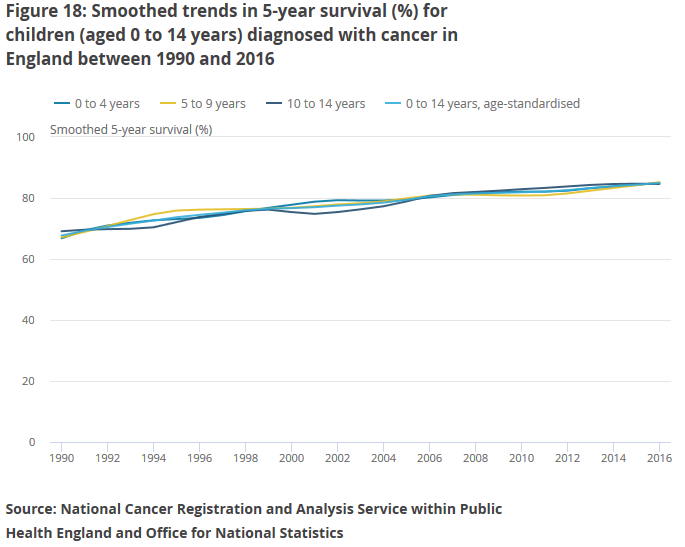 Figure 18: Smoothed trends in 5-year survival (%) for
children (aged 0 to 14 years) diagnosed with cancer in
England between 1990 and 2016
0 to 4 years 5 to 9 years 10 to 14 years 0 to 14 years, age-standardised
Smoothed 5-year survival (%)
100
80
60
40
20
0
1990 1992 1994 1996 1998 2000 2002 2004 2006 2008 2010 2012 2014 2016
Source: National Cancer Registration and Analysis Service within Public
Health England and Office for National Statistics